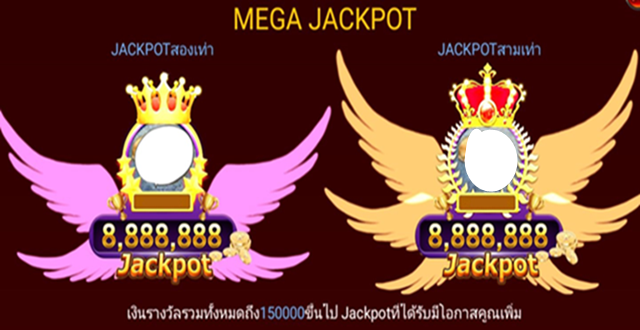 MEGA JACKPOT
JACKPOTสองเท่า
JACKPOTสามเท่า
8,888,888
Jackpot
8,888,888
Jackpot
เงินรางวัลรวมทั้งหมดถึง150000ขึ้นไป Jackpotที่ได้รับมีโอกาสคูณเพิ่ม